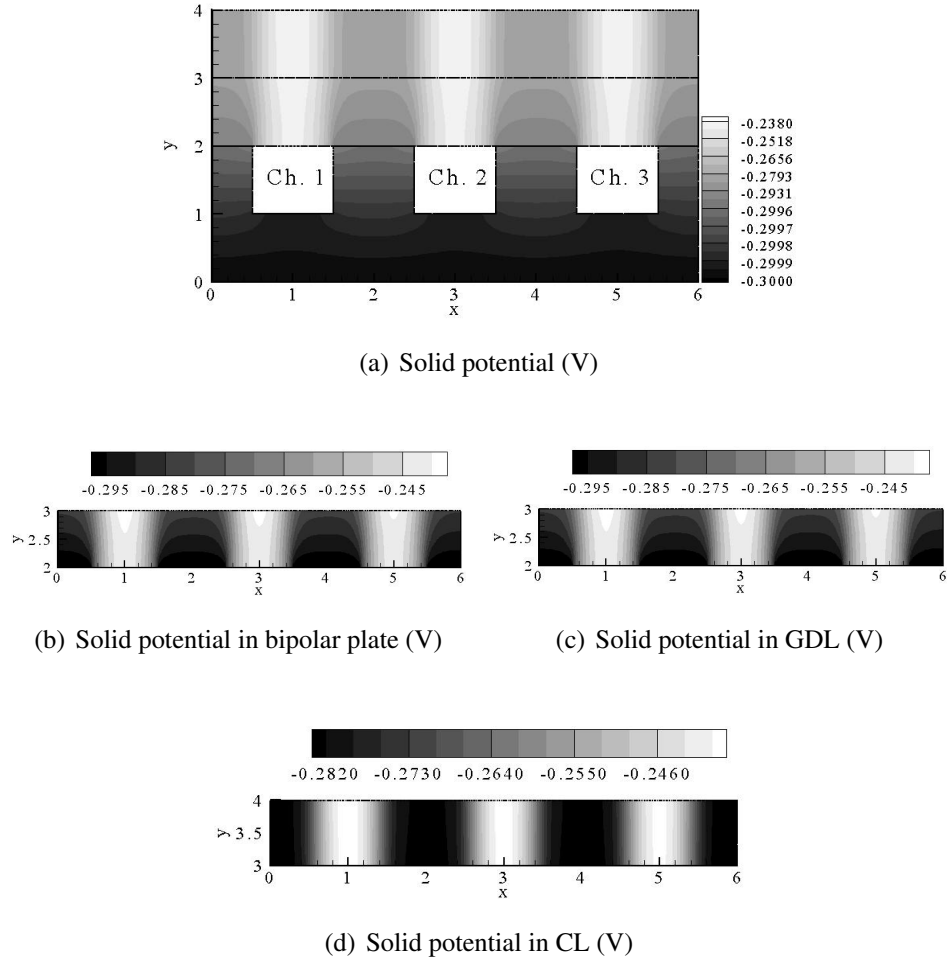 4
3
2
1
0
y
Ch. 1
Ch. 2
Ch. 3
0 1 2 3 4 5 6
x
-0.2380
-0.2518
-0.2656
-0.2793
-0.2931
-0.2996
-0.2997
-0.2998
-0.2999
-0.3000
(a) Solid potential (V)
-0.295 -0.285 -0.275 -0.265 -0.255 -0.245
3
y 2.5
2
0 1 2 3 4 5 6
x
(b) Solid potential in bipolar plate (V)
-0.295 -0.285 -0.275 -0.265 -0.255 -0.245
3
y 2.5
2
0 1 2 3 4 5 6
x
(c) Solid potential in GDL (V)
-0.2820 -0.2730 -0.2640 -0.2550 -0.2460
4
y 3.5
3
0 1 2 3 4 5 6
x
(d) Solid potential in CL (V)